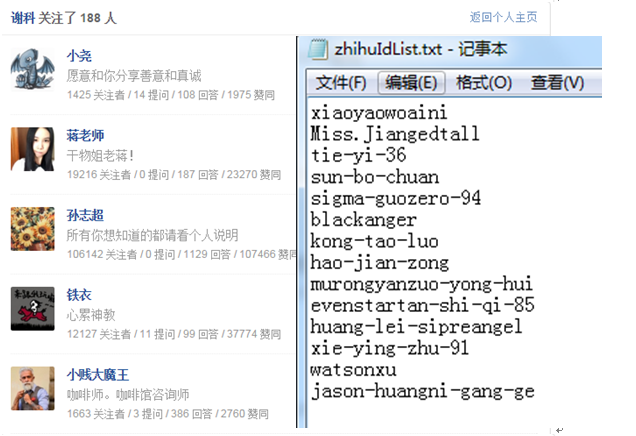 谢科 关注了 188 人
返回个人主页
小尧
愿意和你分享善意和真诚
1425 关注者 / 14 提问 / 108 回答 / 1975 赞同
蒋老师
干物姐老蒋！
19216 关注者 / 0 提问 / 187 回答 / 23270 赞同
孙志超
所有你想知道的都请看个人说明
106142 关注者 / 0 提问 / 1129 回答 / 107466 赞同
铁衣
心累神教
12127 关注者 / 11 提问 / 99 回答 / 37774 赞同
小贱大魔王
咖啡师。咖啡馆咨询师
1663 关注者 / 3 提问 / 386 回答 / 2760 赞同
zhihuIdList.txt - 记事本
文件(F) 编辑(E) 格式(O) 查看(V)
xiaoyaowoaini
Miss.Jiangedtall
tie-yi-36
sun-bo-chuan
sigma-guozero-94
blackanger
kong-tao-luo
hao-jian-zong
murongyanzuo-yong-hui
evenstartan-shi-qi-85
huang-lei-sipreangel
xie-ying-zhu-91
watsonxu
jason-huangni-gang-ge